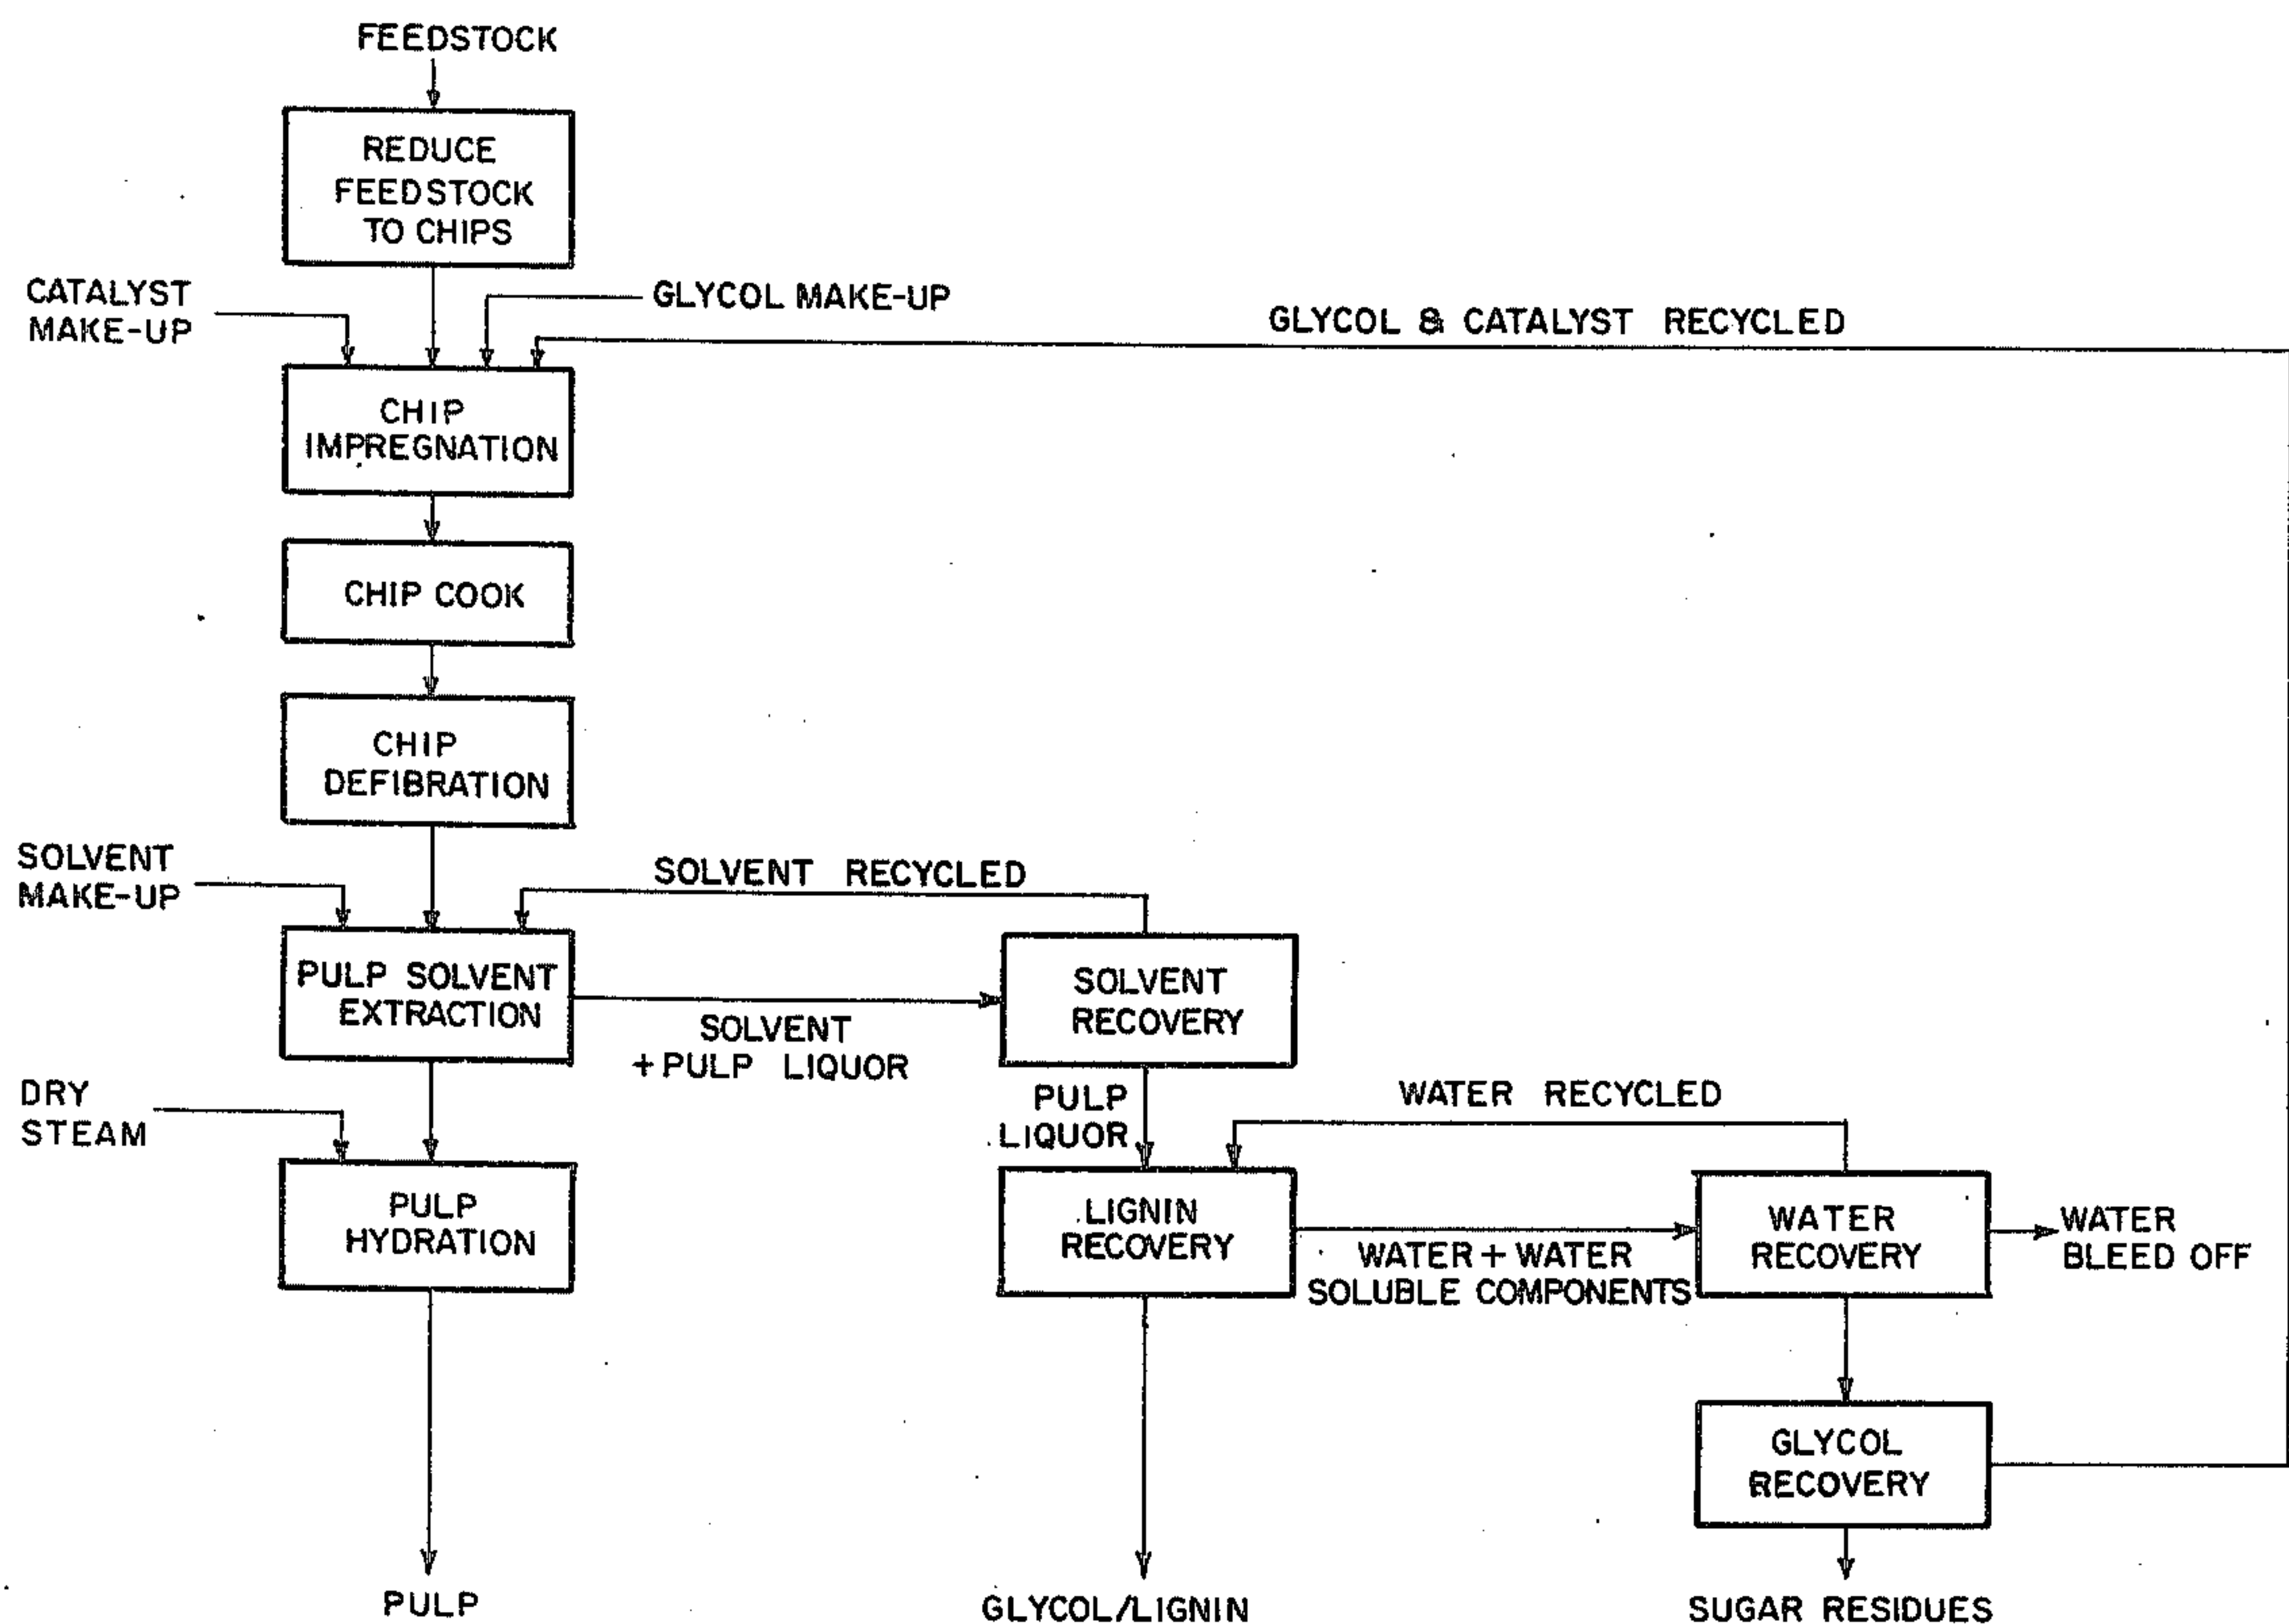 FEEDSTOCK
REDUCE
FEEDSTOCK
TO CHIPS
CATALYST
MAKE-UP
GLYCOL MAKE-UP
GLYCOL & CATALYST RECYCLED
CHIP
IMPREGNATION
CHIP COOK
CHIP
DEFIBRATION
SOLVENT
MAKE-UP
SOLVENT RECYCLED
PULP SOLVENT
EXTRACTION
SOLVENT
+ PULP LIQUOR
SOLVENT
RECOVERY
DRY
STEAM
PULP
LIQUOR
WATER RECYCLED
PULP
HYDRATION
LIGNIN
RECOVERY
WATER + WATER
SOLUBLE COMPONENTS
WATER
RECOVERY
WATER
BLEED OFF
GLYCOL
RECOVERY
PULP
GLYCOL/LIGNIN
SUGAR RESIDUES